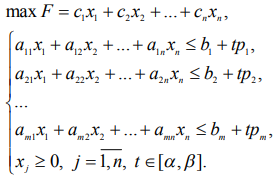 max F = c₁x₁ + c₂x₂ + ... + cₙxₙ,
a₁₁x₁ + a₁₂x₂ + ... + a₁ₙxₙ ≤ b₁ + tp₁,
a₂₁x₁ + a₂₂x₂ + ... + a₂ₙxₙ ≤ b₂ + tp₂,
...
aₘ₁x₁ + aₘ₂x₂ + ... + aₘₙxₙ ≤ bₘ + tpₘ,
xⱼ ≥ 0, j = 1,n̅, t ∈ [α, β].